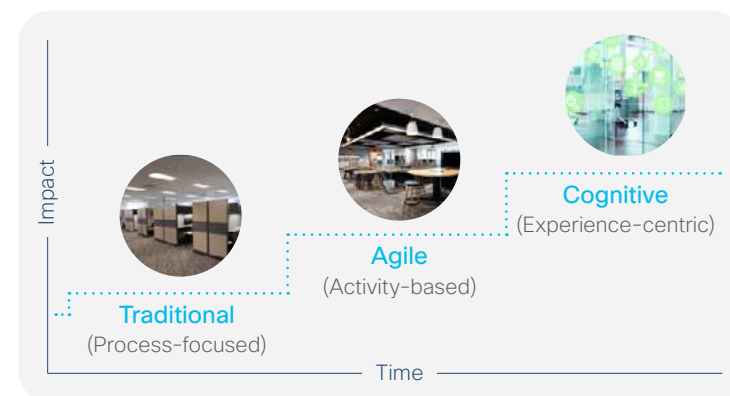 Impact
Cognitive
(Experience-centric)
Agile
(Activity-based)
Traditional
(Process-focused)
Time